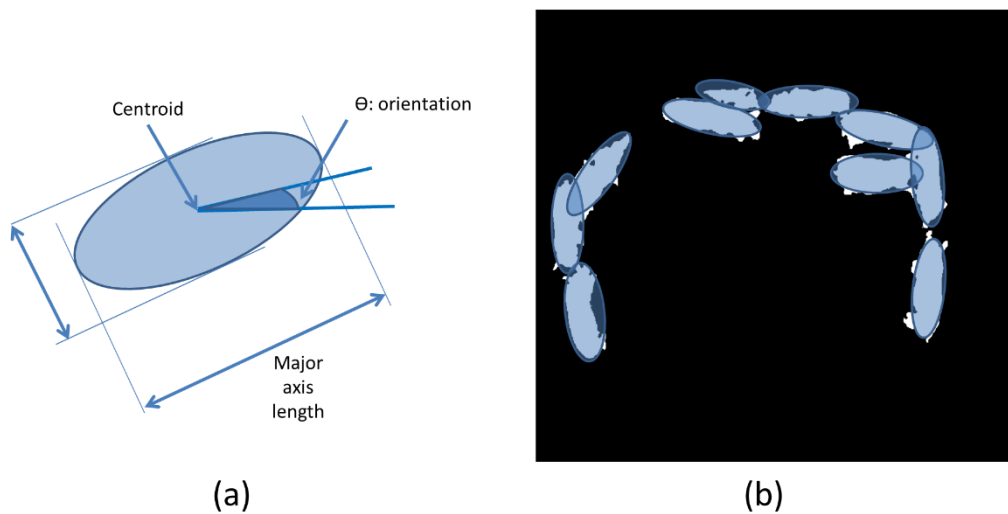 Centroid
Ө: orientation
Major
axis
length
(a)
(b)